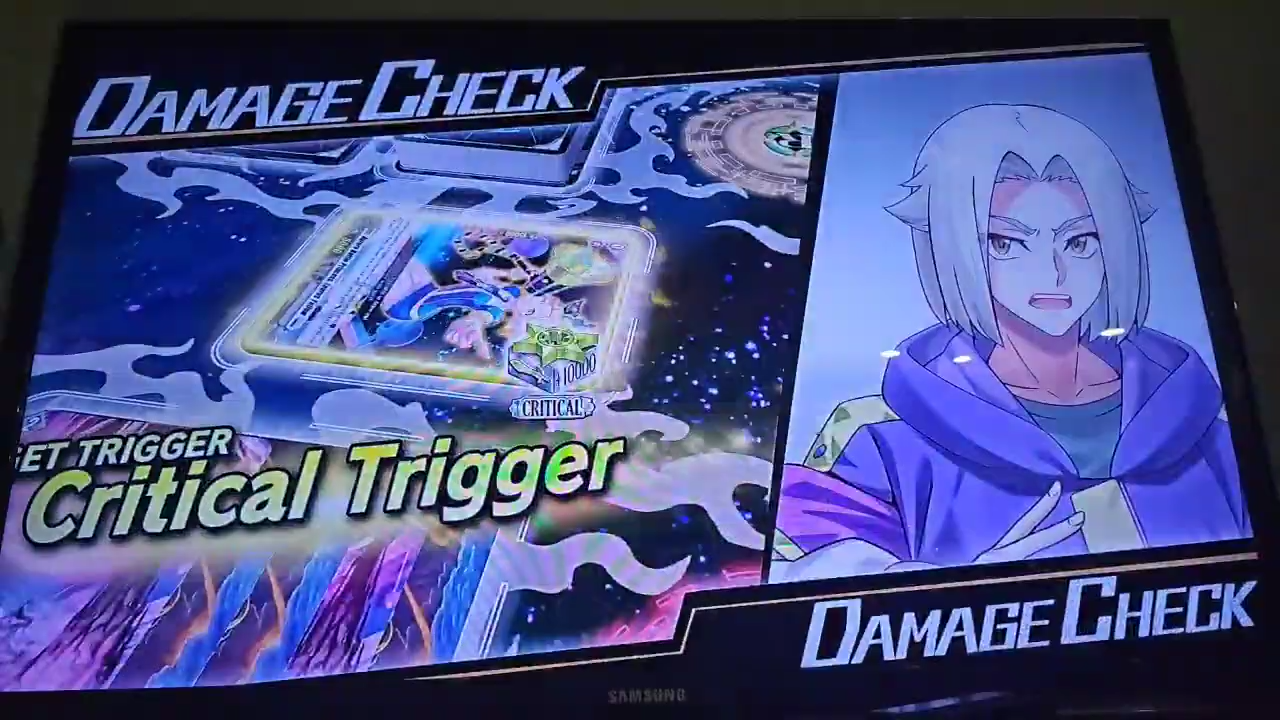 DAMAGE CHECK
+10000
CRITICAL
GET TRIGGER
Critical Trigger
DAMAGE CHECK
SAMSUNG